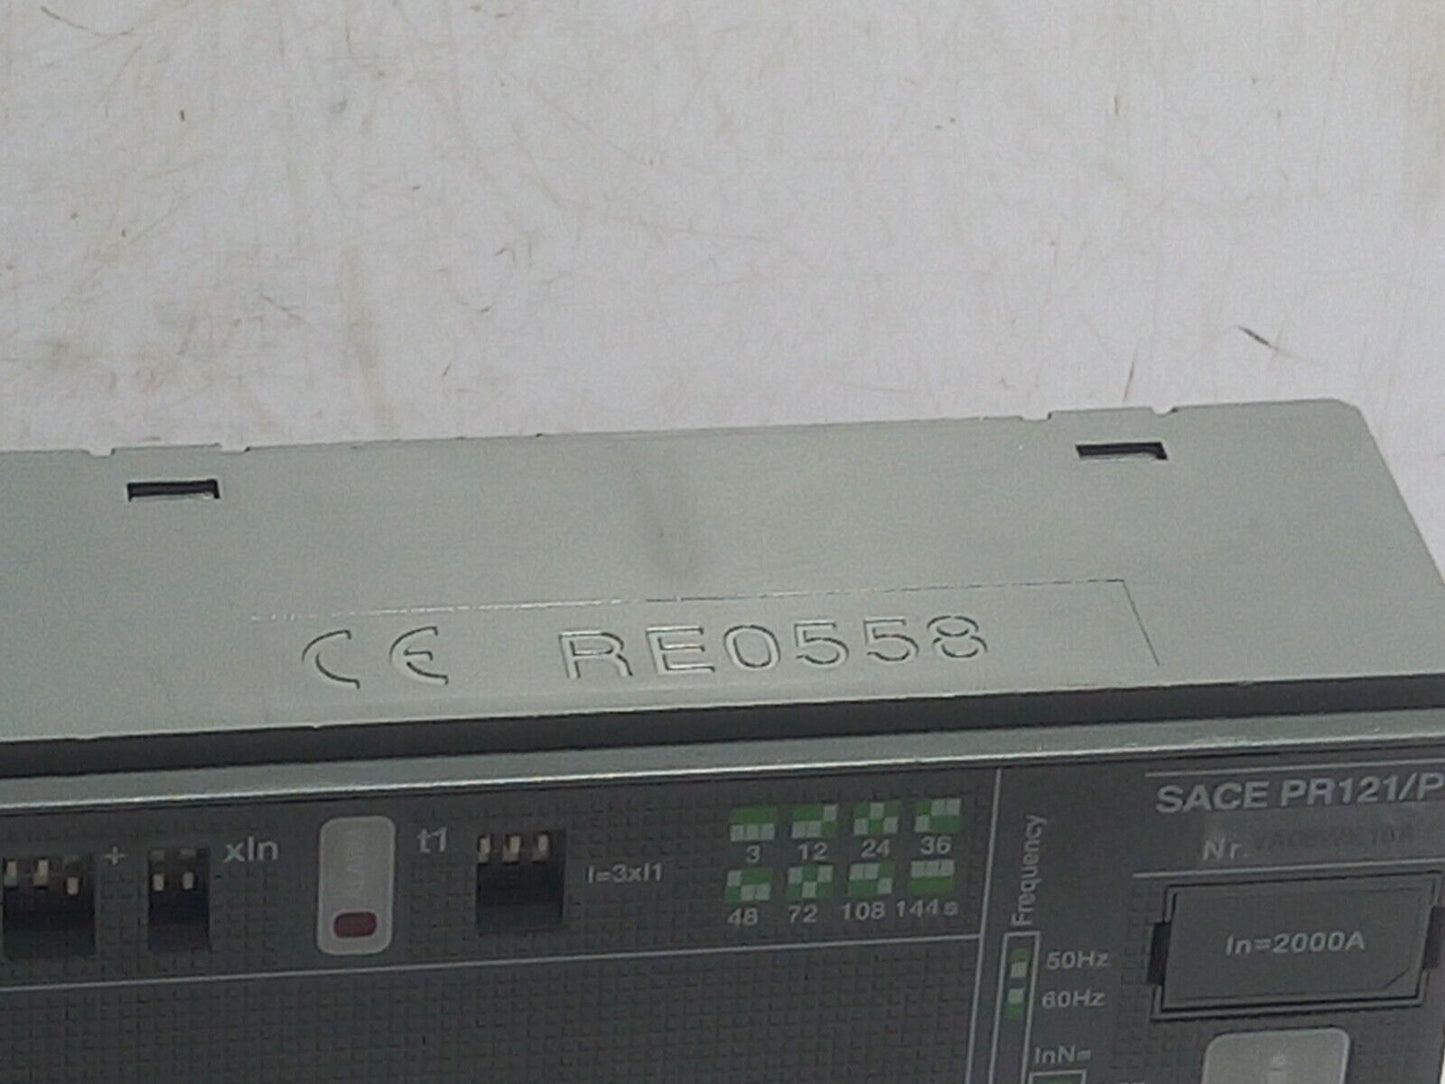 CE RE0558
SACE PR121/P
Nr.
+ xIn
ALARM
t1
I=3xI1
3 12 24 36
48 72 108 144s
Frequency
50Hz
60Hz
In=2000A
InN=